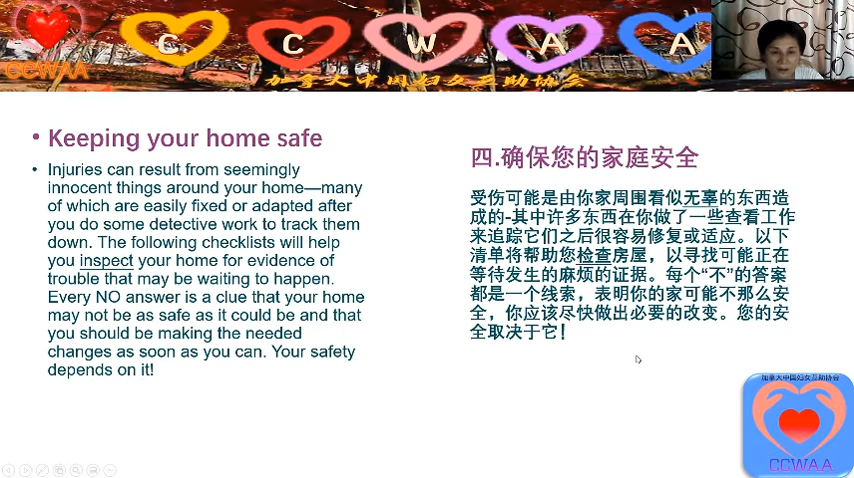 CCWAA
C C W A A
加拿大中国妇女互助协会
• Keeping your home safe
• Injuries can result from seemingly
innocent things around your home—many
of which are easily fixed or adapted after
you do some detective work to track them
down. The following checklists will help
you inspect your home for evidence of
trouble that may be waiting to happen.
Every NO answer is a clue that your home
may not be as safe as it could be and that
you should be making the needed
changes as soon as you can. Your safety
depends on it!
四.确保您的家庭安全
受伤可能是由你家周围看似无辜的东西造
成的-其中许多东西在你做了一些查看工作
来追踪它们之后很容易修复或适应。以下
清单将帮助您检查房屋，以寻找可能正在
等待发生的麻烦的证据。每个“不”的答案
都是一个线索，表明你的家可能不那么安
全，你应该尽快做出必要的改变。您的安
全取决于它！
加拿大中国妇女互助协会
CCWAA